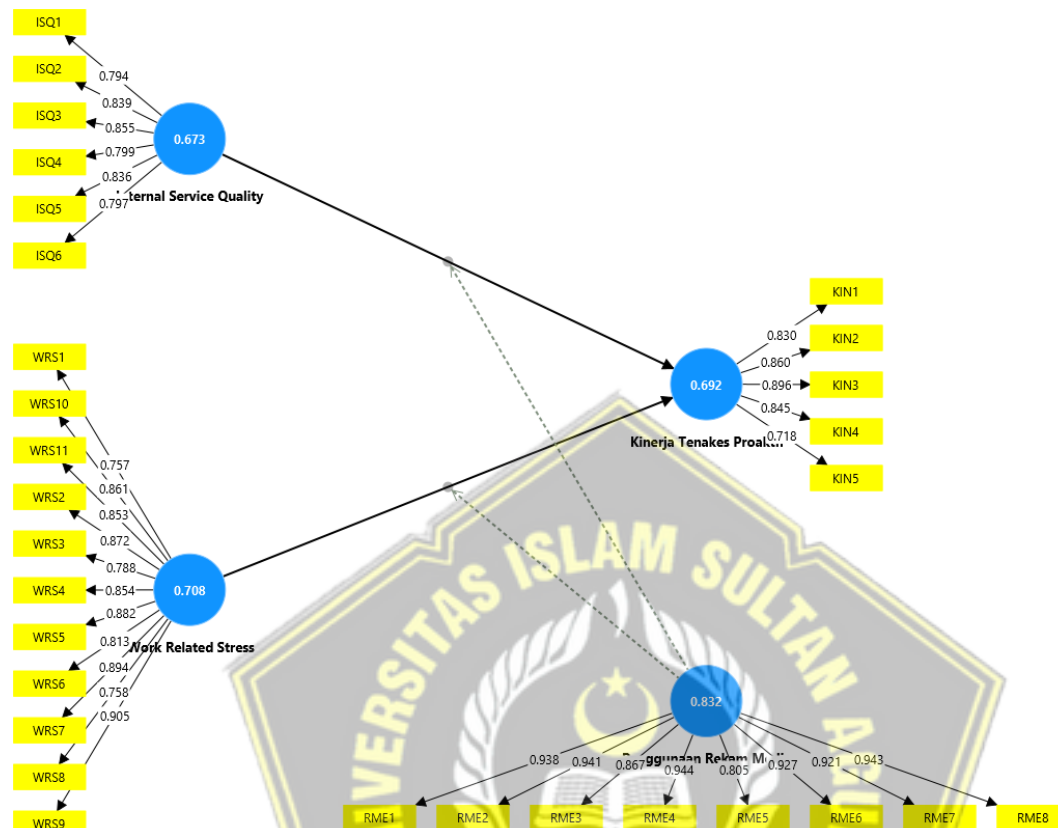 ISQ1
ISQ2
ISQ3
ISQ4
ISQ5
ISQ6
0.794
0.839
0.855
0.799
0.836
0.797
0.673
Service Quality
WRS1
WRS10
WRS11
WRS2
WRS3
WRS4
WRS5
WRS6
WRS7
WRS8
WRS9
0.757
0.861
0.853
0.872
0.788
0.854
0.882
0.813
0.894
0.758
0.905
0.708
Work Related Stress
KIN1
KIN2
KIN3
KIN4
KIN5
0.830
0.860
0.896
0.845
0.718
0.692
Kinerja Tenakes
0.832
Rekam
0.938
0.941
0.867
0.944
0.805
0.927
0.921
0.943
RME1
RME2
RME3
RME4
RME5
RME6
RME7
RME8
ISLAM SULTAN